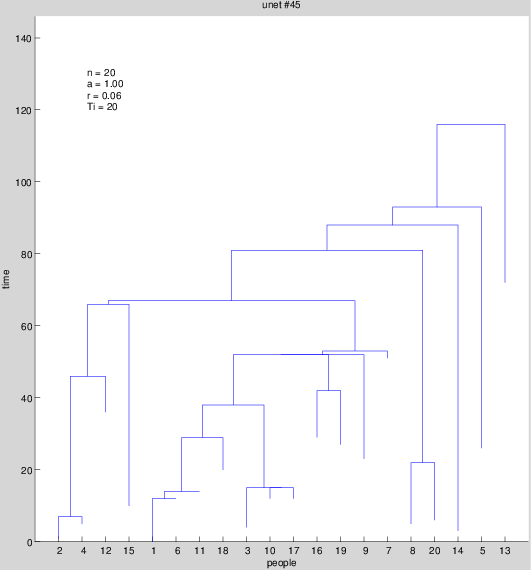 unet #45
140
n = 20
a = 1.00
r = 0.06
Ti = 20
120
100
80
time
60
40
20
0
2 4 12 15 1 6 11 18 3 10 17 16 19 9 7 8 20 14 5 13
people